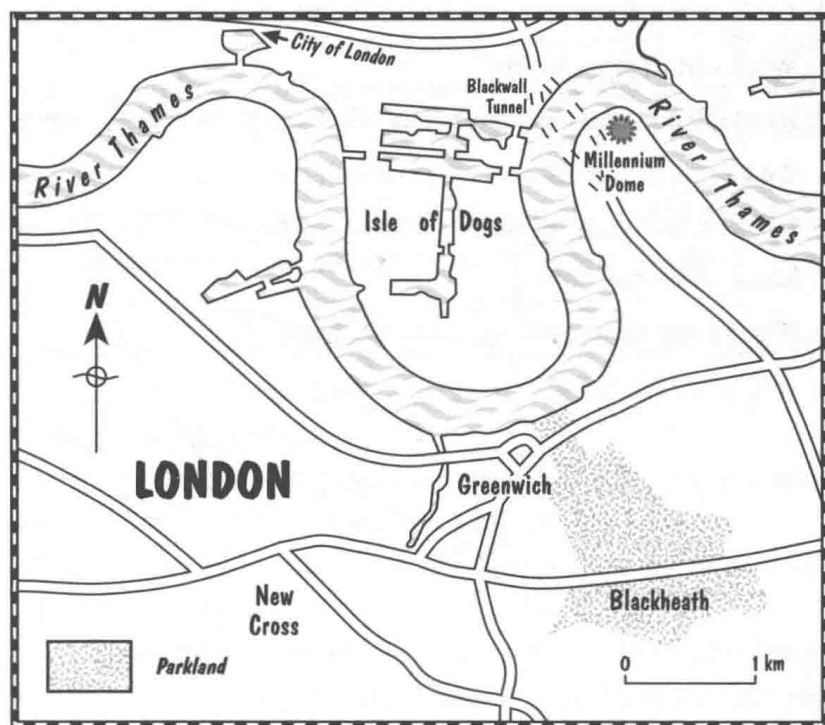 City of London
Blackwall
Tunnel
River Thames
River Thames
Millennium
Dome
Isle of Dogs
N
LONDON
Greenwich
New
Cross
Blackheath
Parkland
0 1 km